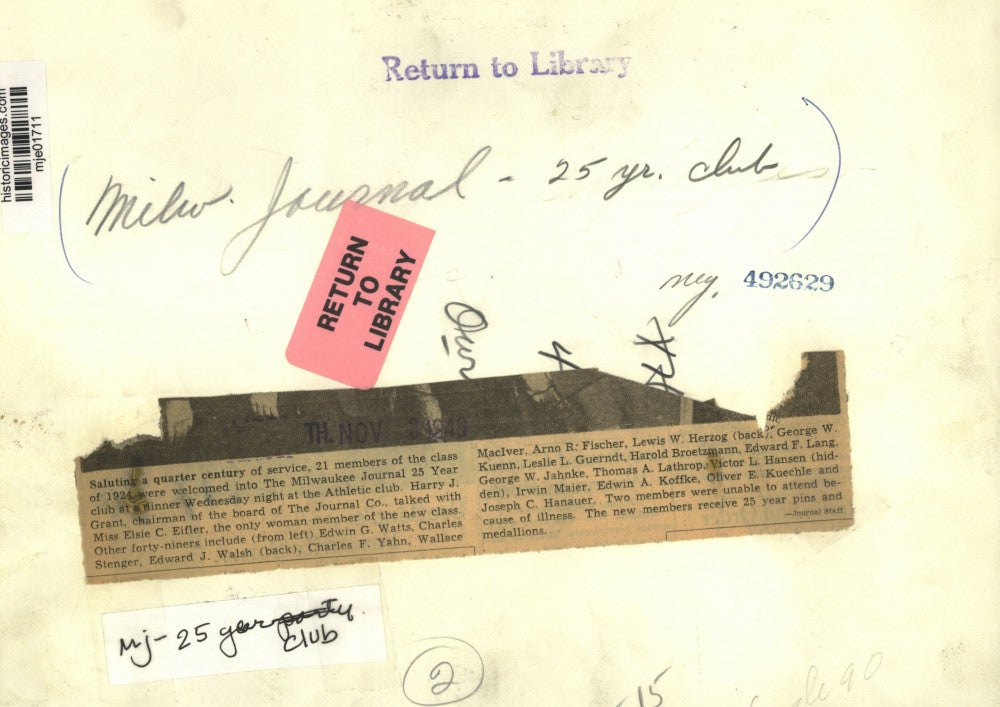 Return to Library
historicimages.com
mje01711
Milw. Journal - 25 yr. club
RETURN
TO
LIBRARY
neg. 492629
Our
TH. NOV 3 1949
Saluting a quarter century of service, 21 members of the class
of 1924 were welcomed into The Milwaukee Journal 25 Year
club at a dinner Wednesday night at the Athletic club. Harry J.
Grant, chairman of the board of The Journal Co., talked with
Miss Elsie C. Eifler, the only woman member of the new class.
Other forty-niners include (from left) Edwin G. Watts, Charles
Stenger, Edward J. Walsh (back), Charles F. Yahn, Wallace
MacIver, Arno R. Fischer, Lewis W. Herzog (back), George W.
Kuenn, Leslie L. Guerndt, Harold Broetzmann, Edward F. Lang,
George W. Jahnke, Thomas A. Lathrop, Victor L. Hansen (hid-
den), Irwin Maier, Edwin A. Koffke, Oliver E. Kuechle and
Joseph C. Hanauer. Two members were unable to attend be-
cause of illness. The new members receive 25 year pins and
medallions.
—Journal Staff
mj- 25 year party
club
2
-15